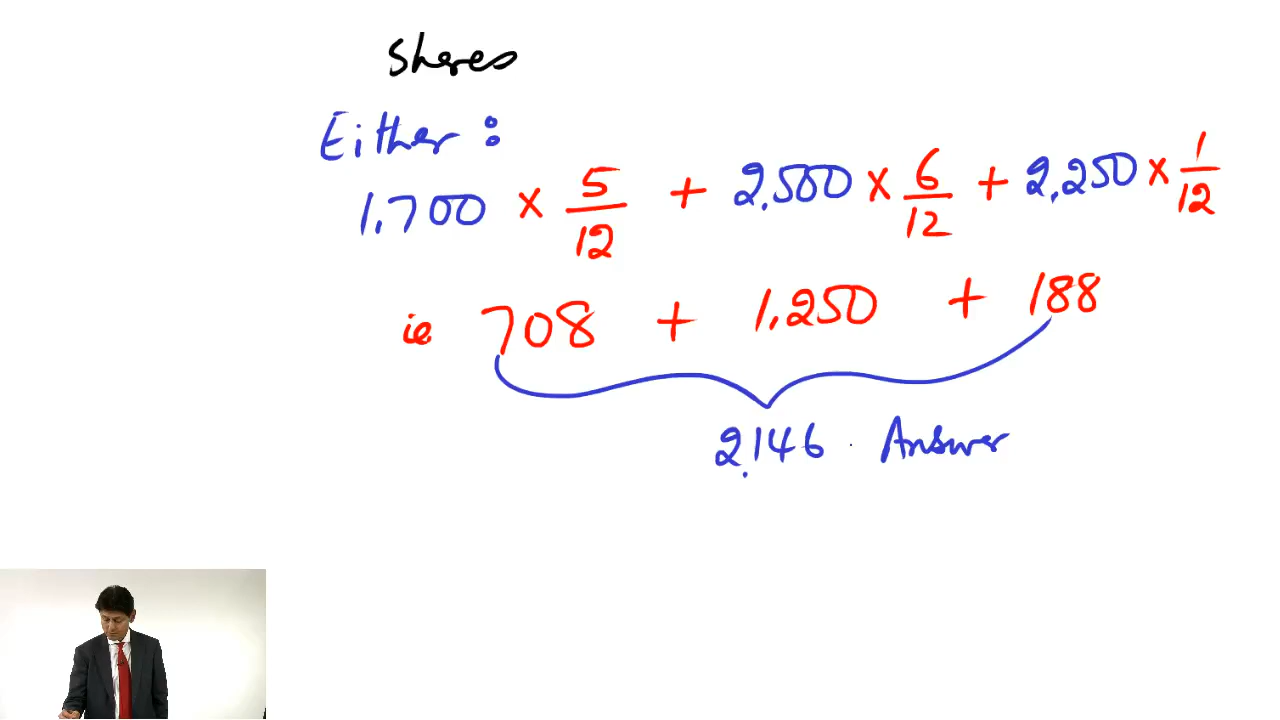 Shares
Either :
1,700 × 5/12 + 2,500 × 6/12 + 2,250 × 1/12
ie 708 + 1,250 + 188
2,146 . Answer